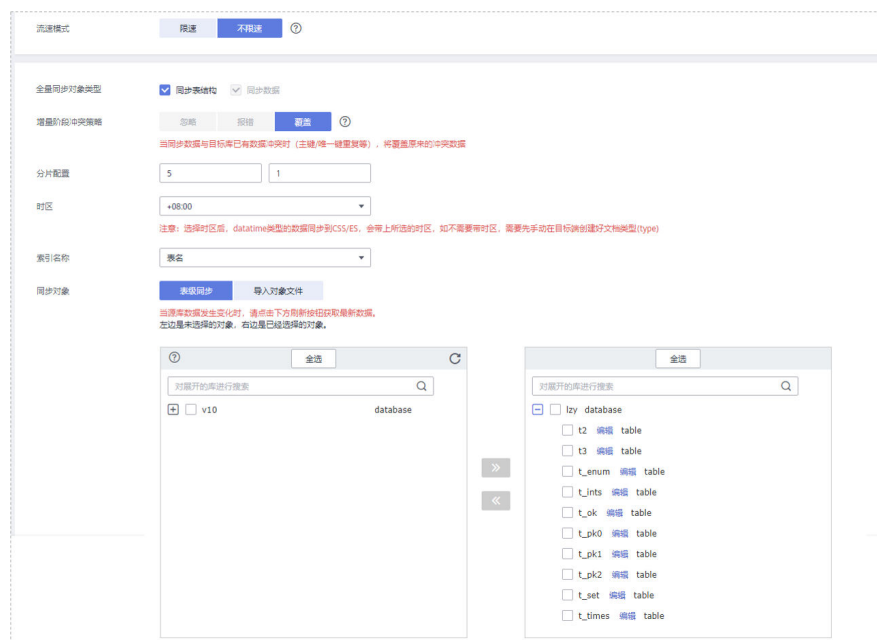 流速模式 限速 不限速
全量同步对象类型 同步表结构 同步数据
增量阶段冲突策略 忽略 报错 覆盖
当同步数据与目标库已有数据冲突时（主键/唯一键重复等），将覆盖原来的冲突数据
分片配置 5 1
时区 +08:00
注意：选择时区后，datatime类型的数据同步到CSS/ES，会带上所选的时区，如不需要带时区，需要先手动在目标端创建好文档类型(type)
索引名称 表名
同步对象 表级同步 导入对象文件
当源库数据发生变化时，请点击下方刷新按钮获取最新数据。
左边是未选择的对象，右边是已经选择的对象。
全选
对展开的库进行搜索
v10 database
全选
对展开的库进行搜索
lzy database
t2 编辑 table
t3 编辑 table
t_enum 编辑 table
t_ints 编辑 table
t_ok 编辑 table
t_pk0 编辑 table
t_pk1 编辑 table
t_pk2 编辑 table
t_set 编辑 table
t_times 编辑 table